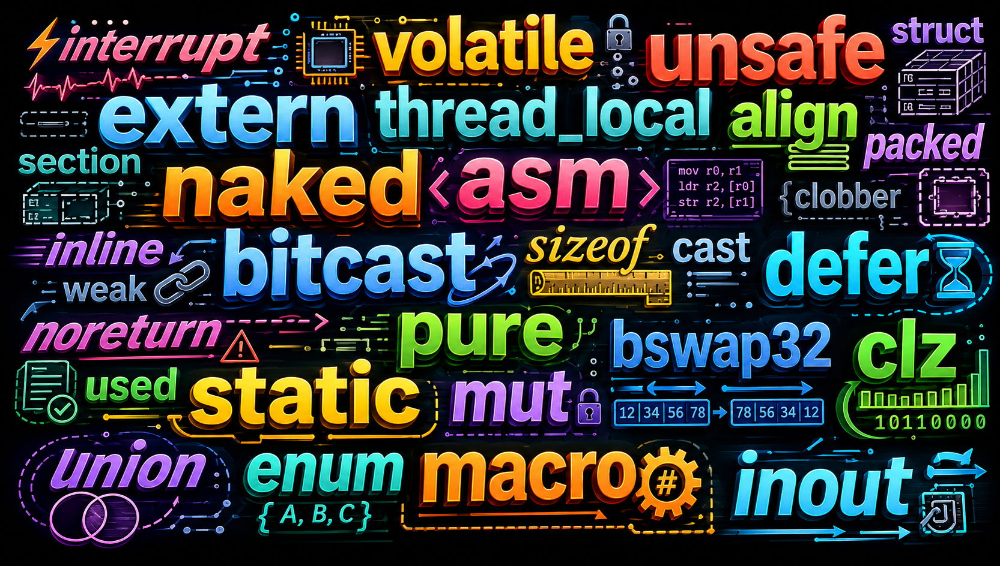 interrupt
volatile
unsafe
struct
extern
thread_local
align
packed
section
naked
<asm>
mov r0,r1
ldr r2,[r0]
str r2,[r1]
{clobber
inline
bitcast
sizeof
cast
defer
weak
noreturn
!
pure
bswap32
clz
used
static
mut
12 34 56 78 → 78 56 34 12
10110000
union
enum
{ A, B, C }
macro
#
inout